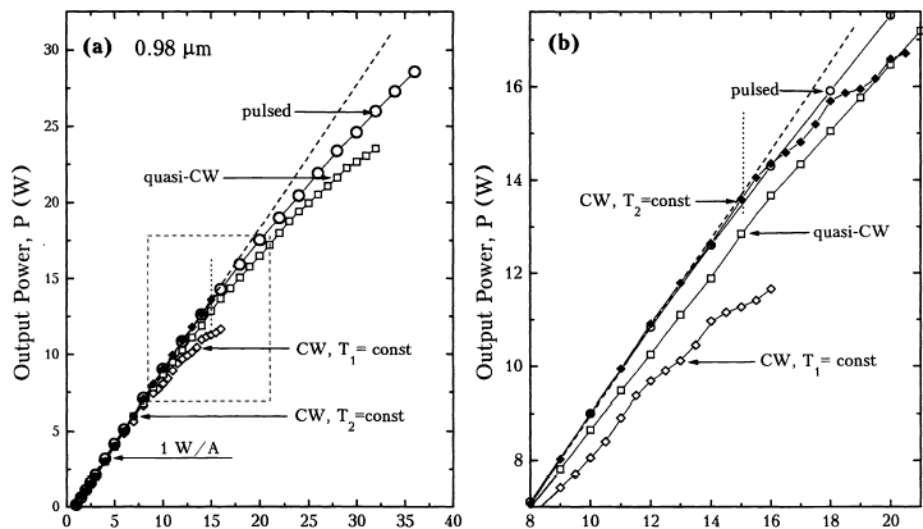 (a) 0.98 μm
pulsed
quasi-CW
CW, T1= const
CW, T2=const
1 W/A
Output Power, P (W)
30
25
20
15
10
5
0
0 5 10 15 20 25 30 35 40
(b)
pulsed
CW, T2=const
quasi-CW
CW, T1= const
Output Power, P (W)
16
14
12
10
8
8 10 12 14 16 18 20